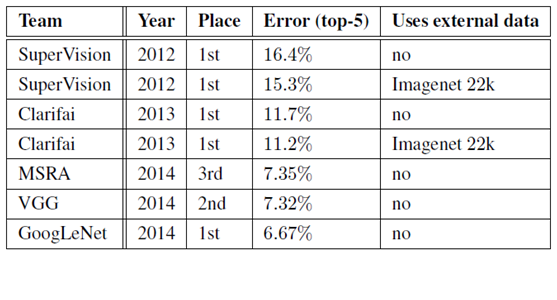 Team Year Place Error (top-5) Uses external data
SuperVision 2012 1st 16.4% no
SuperVision 2012 1st 15.3% Imagenet 22k
Clarifai 2013 1st 11.7% no
Clarifai 2013 1st 11.2% Imagenet 22k
MSRA 2014 3rd 7.35% no
VGG 2014 2nd 7.32% no
GoogLeNet 2014 1st 6.67% no